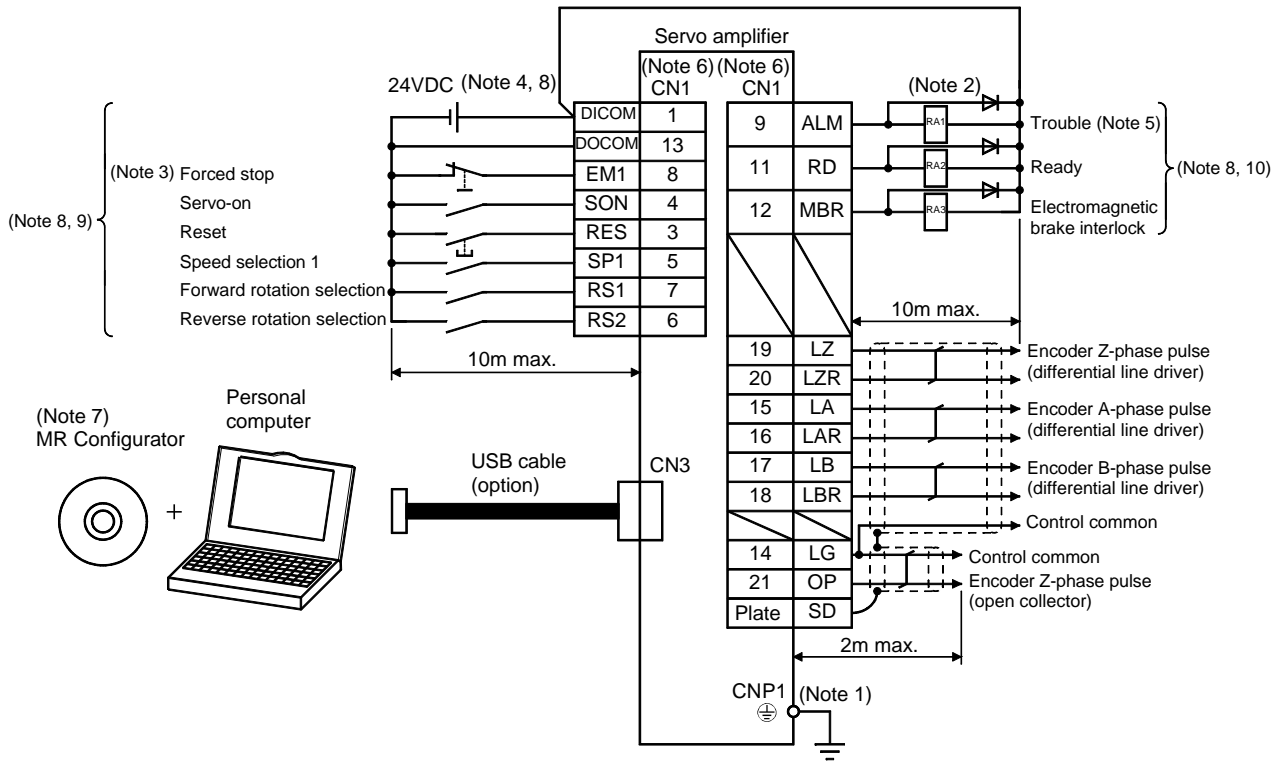 Servo amplifier
24VDC (Note 4, 8)
(Note 6) (Note 6)
CN1 CN1
(Note 8, 9)
(Note 3) Forced stop
Servo-on
Reset
Speed selection 1
Forward rotation selection
Reverse rotation selection
10m max.
DICOM 1
DOCOM 13
EM1 8
SON 4
RES 3
SP1 5
RS1 7
RS2 6
(Note 2)
9 ALM RA1 Trouble (Note 5)
11 RD RA2 Ready
12 MBR RA3 Electromagnetic
brake interlock
(Note 8, 10)
10m max.
19 LZ Encoder Z-phase pulse
20 LZR (differential line driver)
15 LA Encoder A-phase pulse
16 LAR (differential line driver)
17 LB Encoder B-phase pulse
18 LBR (differential line driver)
Control common
14 LG Control common
21 OP Encoder Z-phase pulse
(open collector)
Plate SD
2m max.
(Note 7)
MR Configurator
+
Personal
computer
USB cable
(option)
CN3
CNP1 (Note 1)